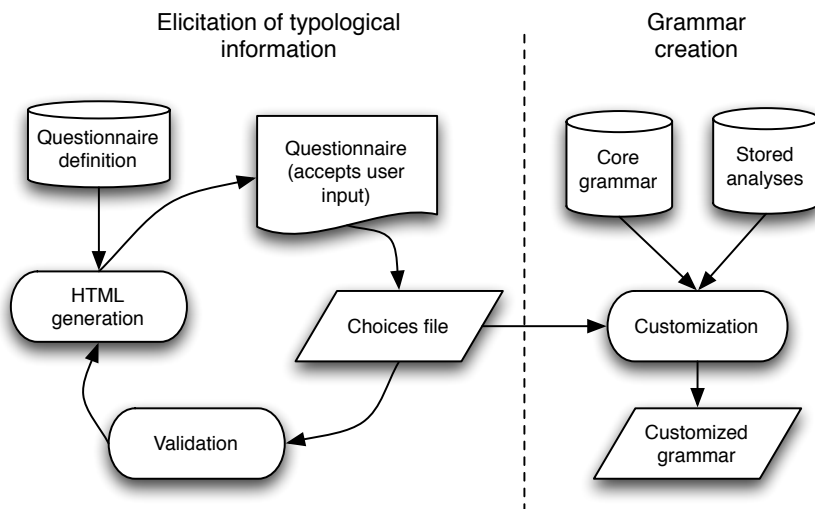 Elicitation of typological
information
Grammar
creation
Questionnaire
definition
Questionnaire
(accepts user
input)
Core
grammar
Stored
analyses
HTML
generation
Choices file
Customization
Validation
Customized
grammar